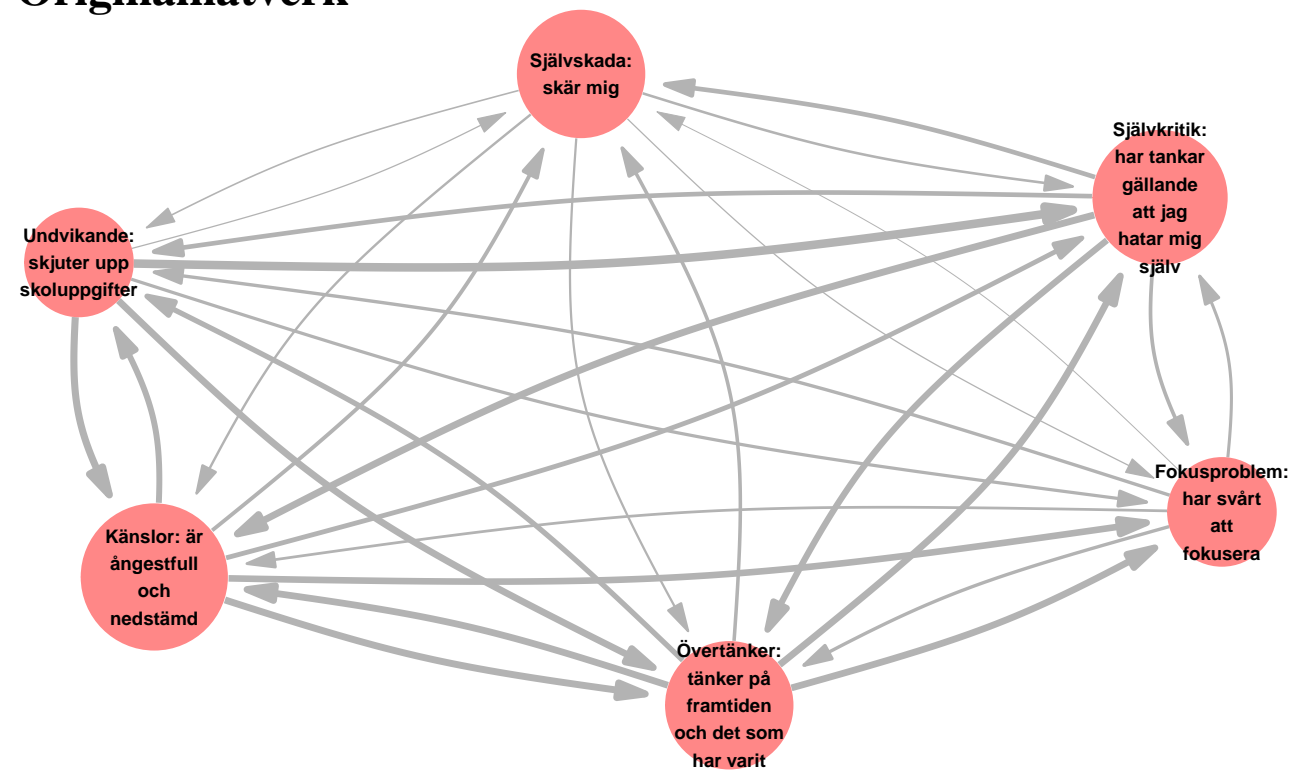 Originalnätverk
Självskada:
skär mig
Självkritik:
har tankar
gällande
att jag
hatar mig
själv
Undvikande:
skjuter upp
skoluppgifter
Fokusproblem:
har svårt
att
fokusera
Känslor: är
ångestfull
och
nedstämd
Övertänker:
tänker på
framtiden
och det som
har varit